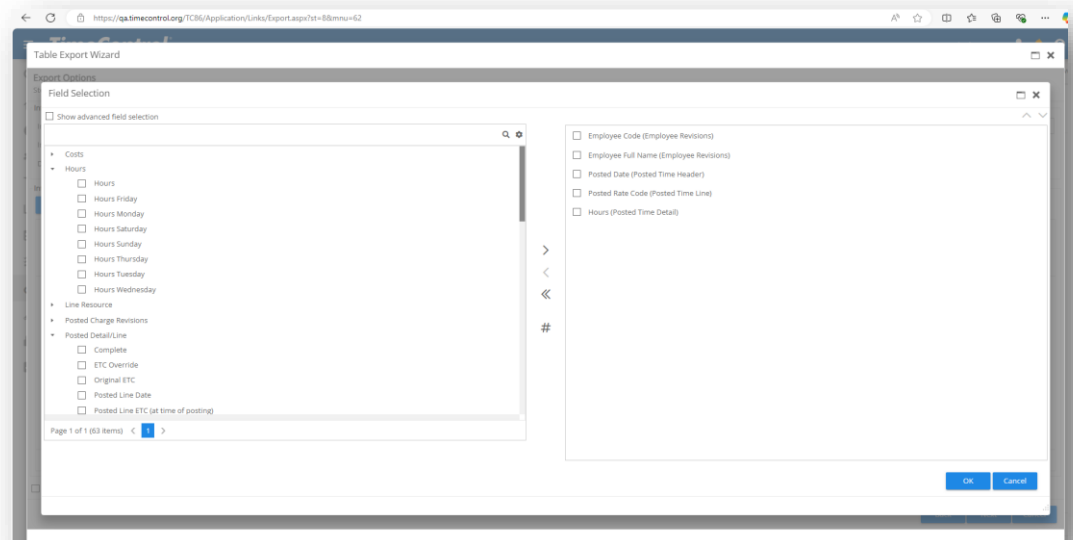 https://qa.timecontrol.org/TC86/Application/Links/Export.aspx?st=8&mnu=62
TimeControl
Table Export Wizard
Export Options
Field Selection
Show advanced field selection
Costs
Hours
Hours
Hours Friday
Hours Monday
Hours Saturday
Hours Sunday
Hours Thursday
Hours Tuesday
Hours Wednesday
Line Resource
Posted Charge Revisions
Posted Detail/Line
Complete
ETC Override
Original ETC
Posted Line Date
Posted Line ETC (at time of posting)
Page 1 of 1 (63 items) < 1 >
Employee Code (Employee Revisions)
Employee Full Name (Employee Revisions)
Posted Date (Posted Time Header)
Posted Rate Code (Posted Time Line)
Hours (Posted Time Detail)
>
<
«
#
OK Cancel